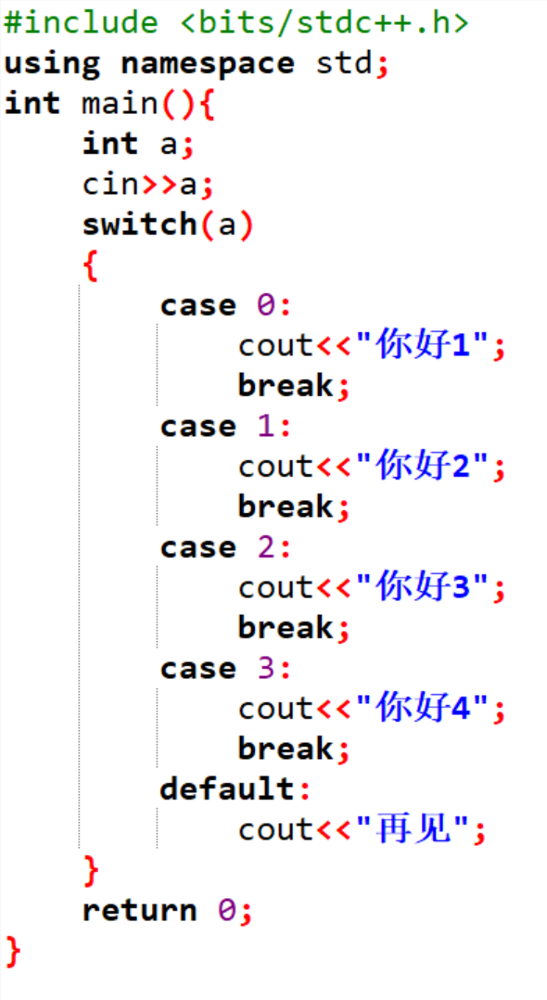 #include <bits/stdc++.h>
using namespace std;
int main(){
    int a;
    cin>>a;
    switch(a)
    {
        case 0:
            cout<<"你好1";
            break;
        case 1:
            cout<<"你好2";
            break;
        case 2:
            cout<<"你好3";
            break;
        case 3:
            cout<<"你好4";
            break;
        default:
            cout<<"再见";
    }
    return 0;
}